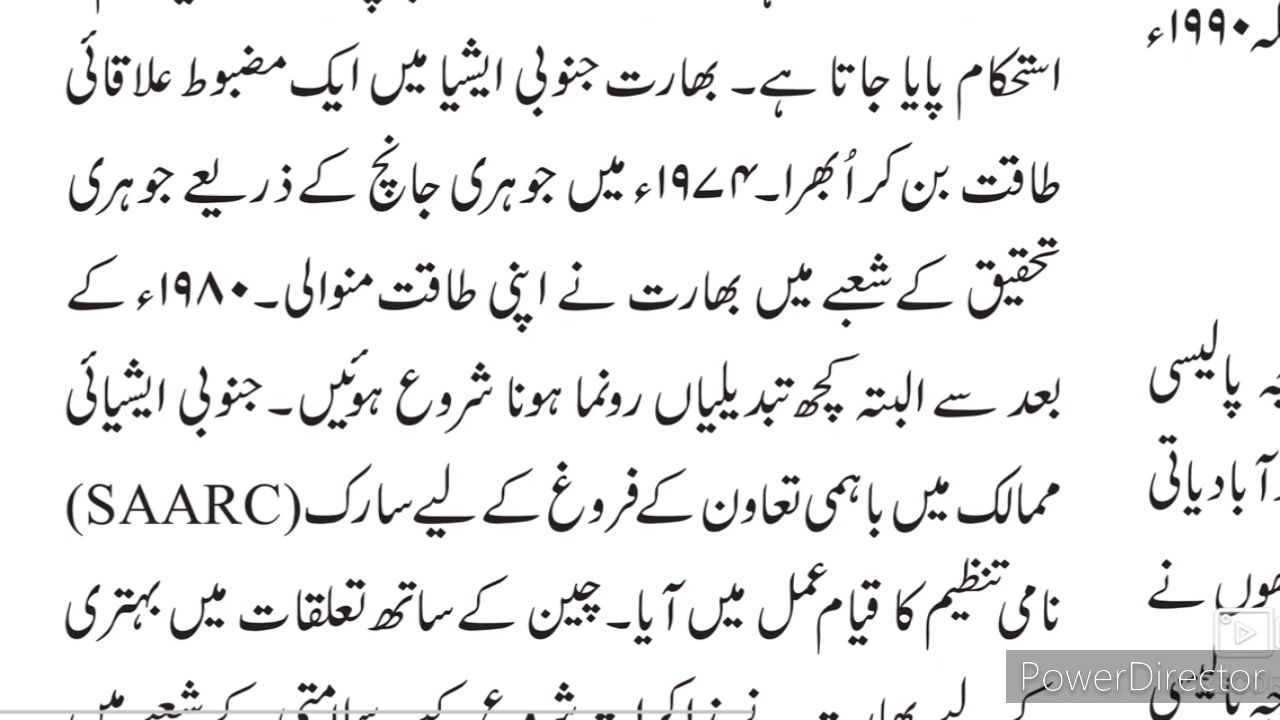 استحکام پایا جاتا ہے۔ بھارت جنوبی ایشیا میں ایک مضبوط علاقائی
طاقت بن کر اُبھرا۔ ۱۹۷۴ء میں جوہری جانچ کے ذریعے جوہری
تحقیق کے شعبے میں بھارت نے اپنی طاقت منوالی۔ ۱۹۸۰ء کے
بعد سے البتہ کچھ تبدیلیاں رونما ہونا شروع ہوئیں۔ جنوبی ایشیائی
ممالک میں باہمی تعاون کے فروغ کے لیے سارک (SAARC)
نامی تنظیم کا قیام عمل میں آیا۔ چین کے ساتھ تعلقات میں بہتری
۱۹۹۰ء
پالیسی
نے
PowerDirector